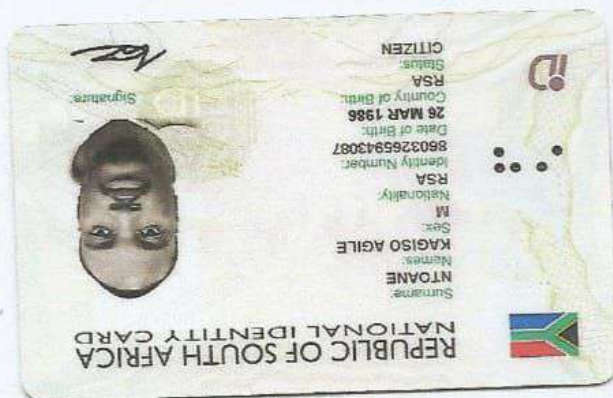 REPUBLIC OF SOUTH AFRICA
NATIONAL IDENTITY CARD
Surname:
NTOANE
Names:
KAGISO AGILE
Sex:
M
Nationality:
RSA
Identity Number:
8603265943087
Date of Birth:
26 MAR 1986
Country of Birth:
RSA
Status:
CITIZEN
Signature:
iD